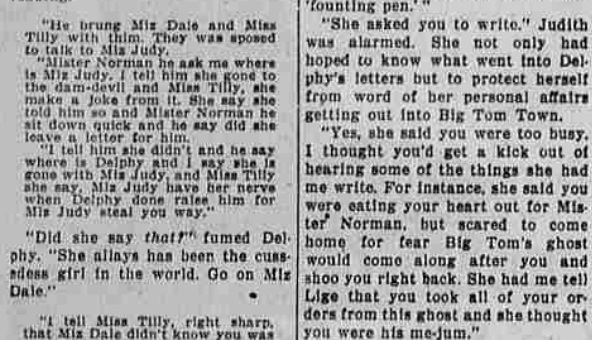 "He brung Miz Dale and Miss
Tilly with thim. They was sposed
to talk to Miz Judy.
"Mister Norman he ask me where
is Miz Judy. I tell him she gone to
the dam-devil and Miss Tilly, she
make a joke from it. She say she
told him so and Mister Norman he
sit down quick and he say did she
leave a letter for him.
"I tell him she didn't and he say
where is Delphy and I say she is
gone with Miz Judy, and Miss Tilly
she say, Miz Judy have her nerve
when Delphy done raise him for
Miz Judy steal you way."
"Did she say that?" fumed Del-
phy. "She allays has been the cuss-
sdess girl in the world. Go on Miz
Dale."
"I tell Miss Tilly, right sharp,
that Miz Dale didn't know you was
'founting pen.'"
"She asked you to write." Judith
was alarmed. She not only had
hoped to know what went into Del-
phy's letters but to protect herself
from word of her personal affairs
getting out into Big Tom Town.
"Yes, she said you were too busy.
I thought you'd get a kick out of
hearing some of the things she had
me write. For instance, she said you
were eating your heart out for Mis-
ter Norman, but scared to come
home for fear Big Tom's ghost
would come along after you and
shoo you right back. She had me tell
Lige that you took all of your or-
ders from this ghost and she thought
you were his me-jum."